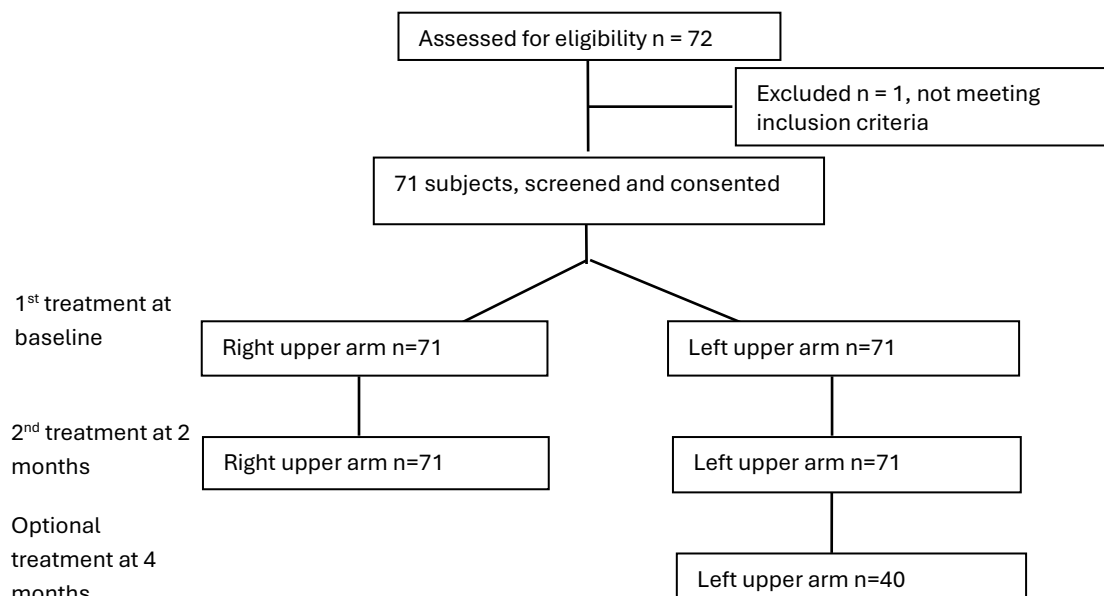 Assessed for eligibility n = 72
Excluded n = 1, not meeting
inclusion criteria
71 subjects, screened and consented
1st treatment at
baseline
Right upper arm n=71
Left upper arm n=71
2nd treatment at 2
months
Right upper arm n=71
Left upper arm n=71
Optional
treatment at 4
months
Left upper arm n=40